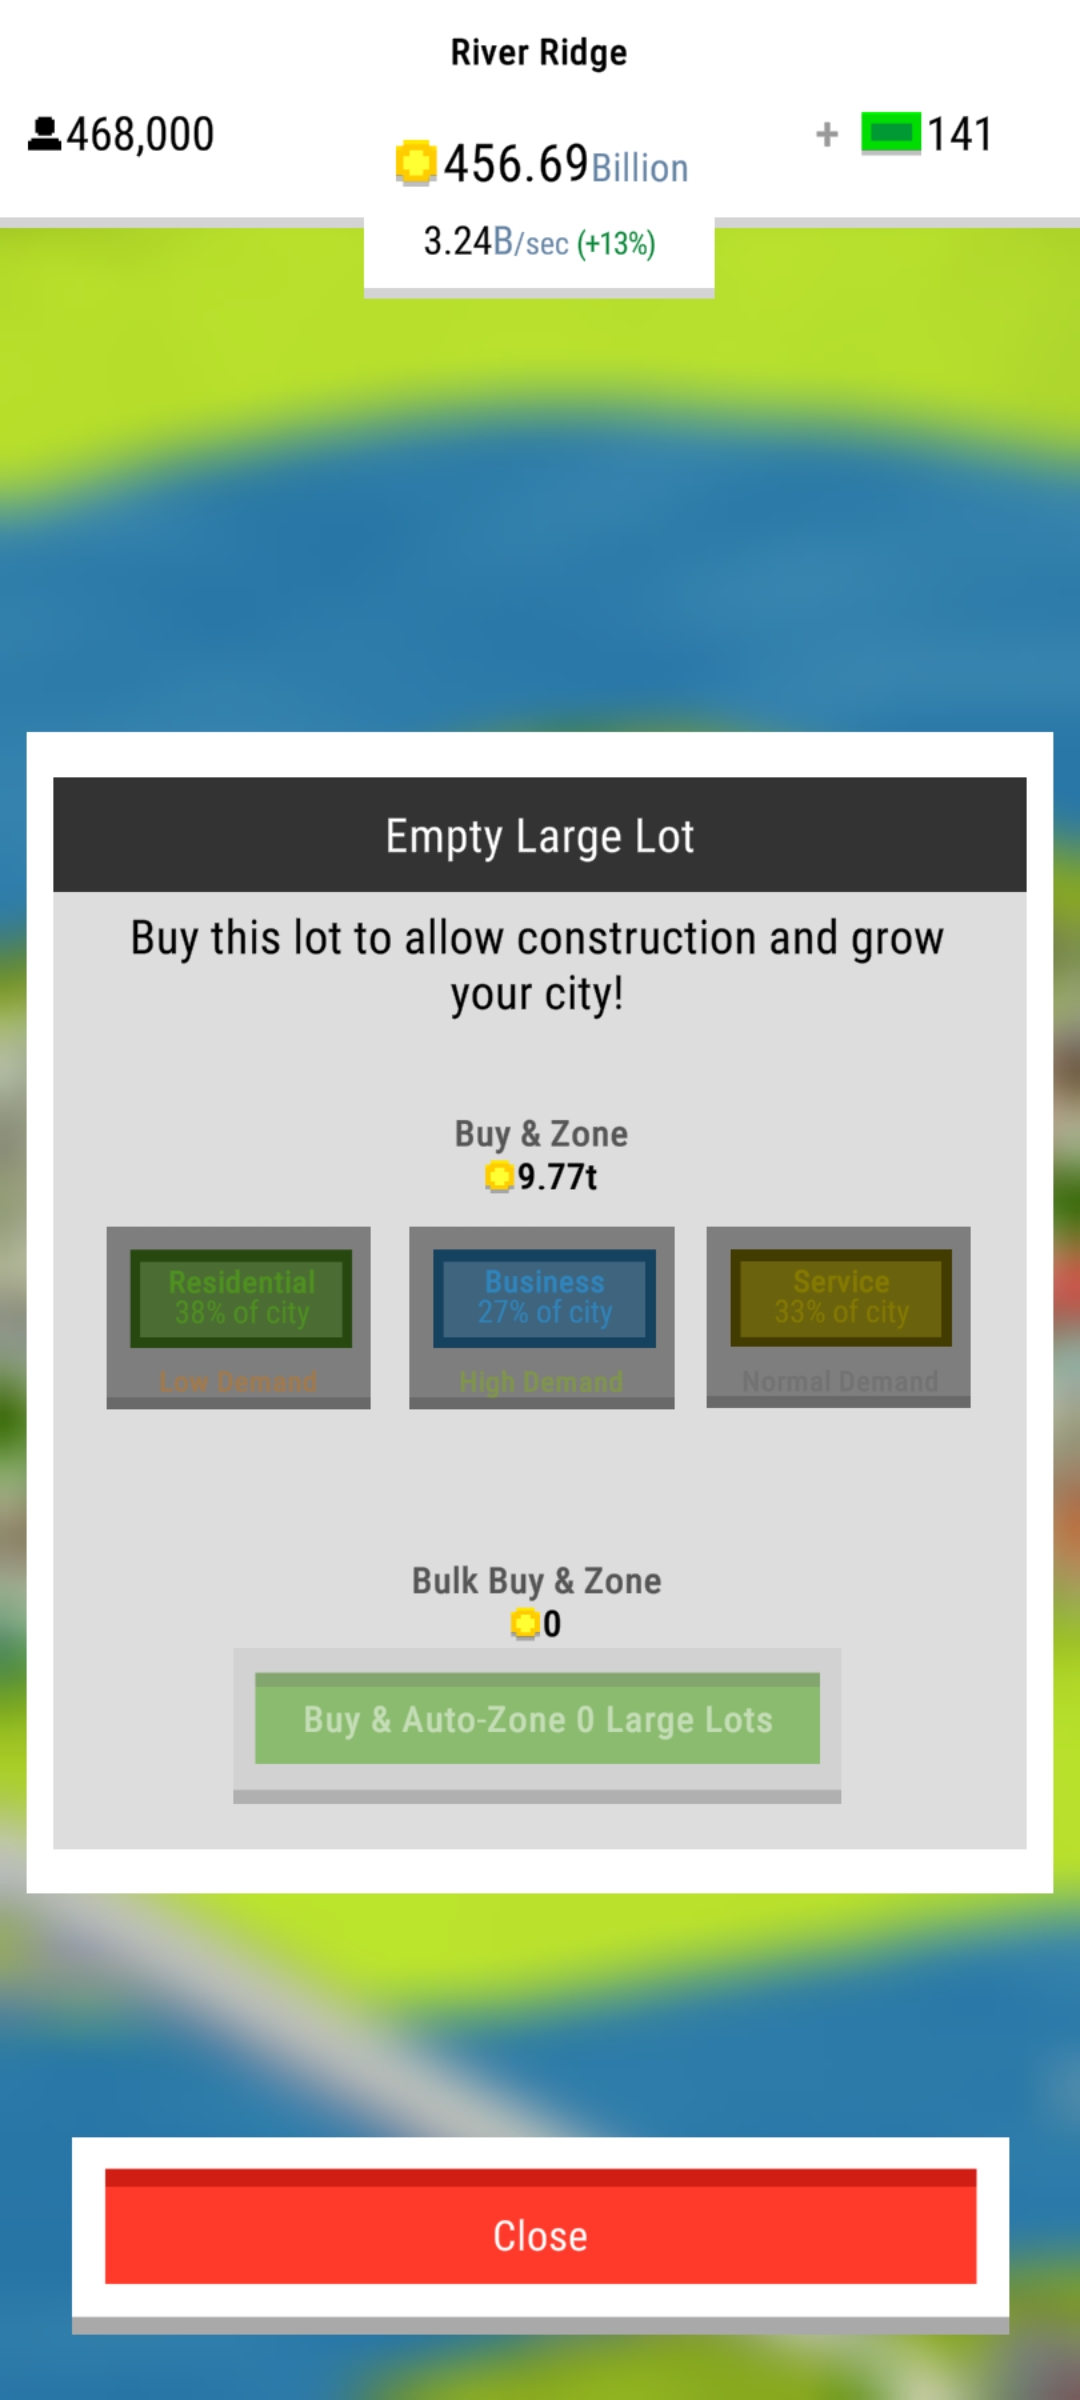 River Ridge
468,000
456.69Billion
+ 141
3.24B/sec (+13%)
Empty Large Lot
Buy this lot to allow construction and grow
your city!
Buy & Zone
9.77t
Residential
38% of city
Low Demand
Business
27% of city
High Demand
Service
33% of city
Normal Demand
Bulk Buy & Zone
0
Buy & Auto-Zone 0 Large Lots
Close